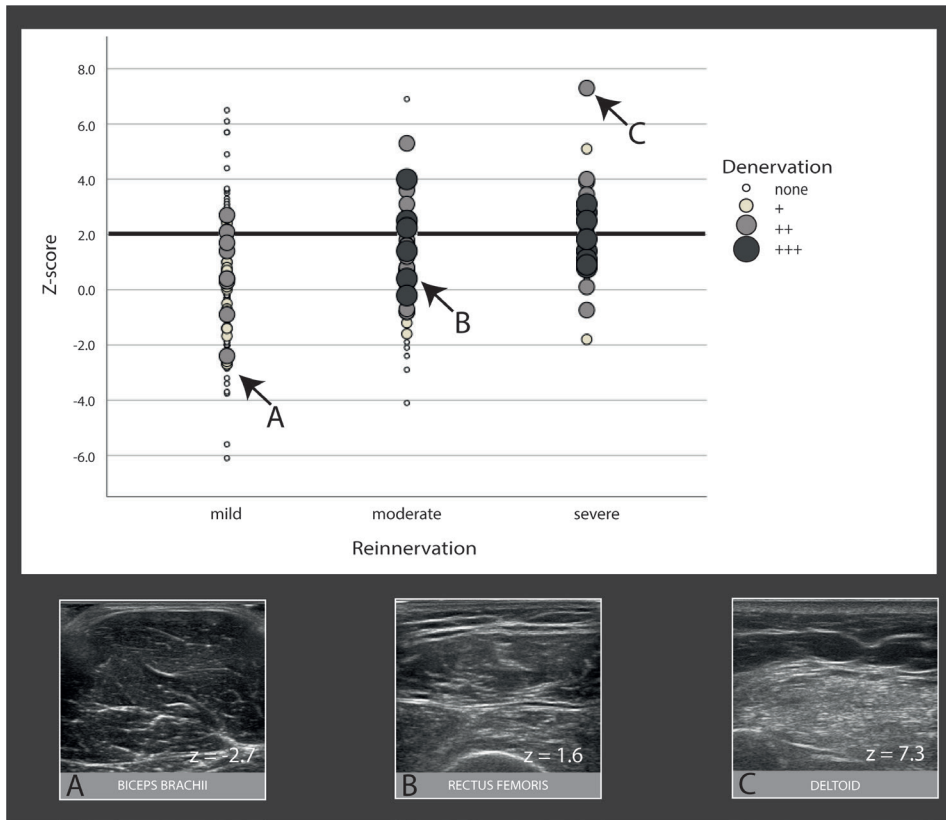 8.0
6.0
4.0
2.0
0.0
-2.0
-4.0
-6.0
Z-score
mild moderate severe
Reinnervation
A
B
C
Denervation
none
+
++
+++
z = -2.7
A BICEPS BRACHII
z = 1.6
B RECTUS FEMORIS
z = 7.3
C DELTOID